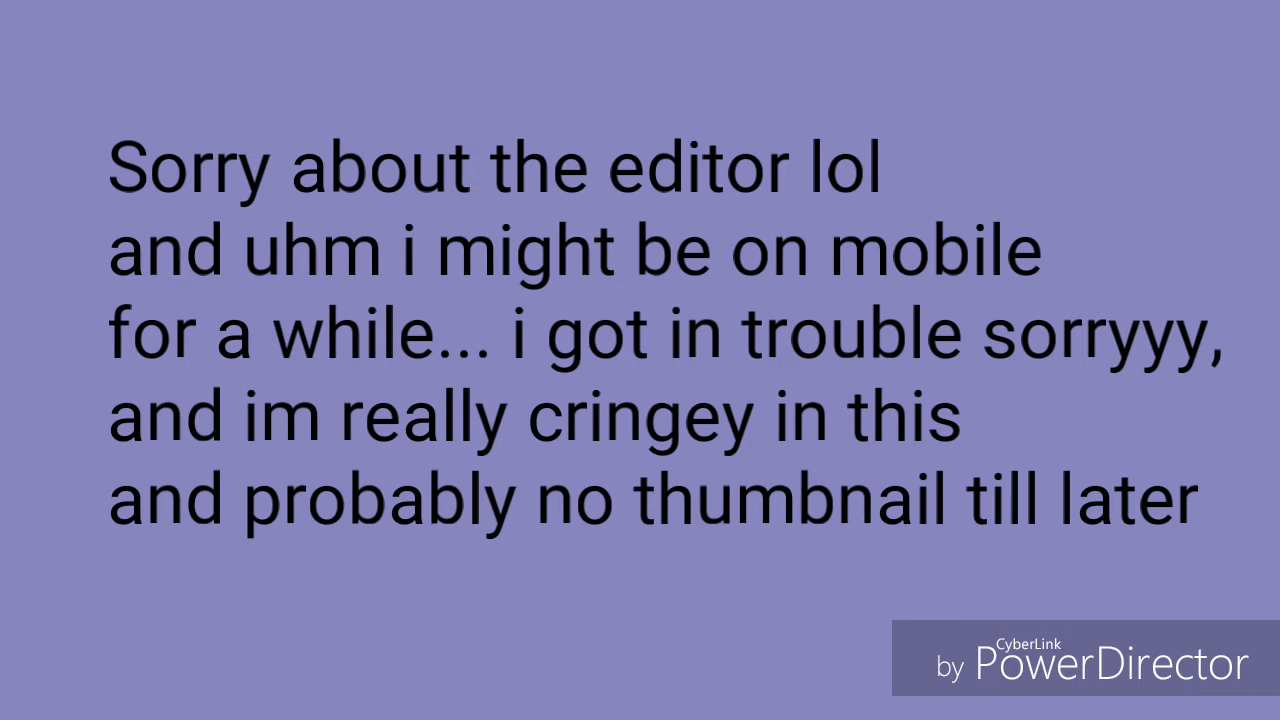 Sorry about the editor lol
and uhm i might be on mobile
for a while... i got in trouble sorryyy,
and im really cringey in this
and probably no thumbnail till later
CyberLink
by PowerDirector